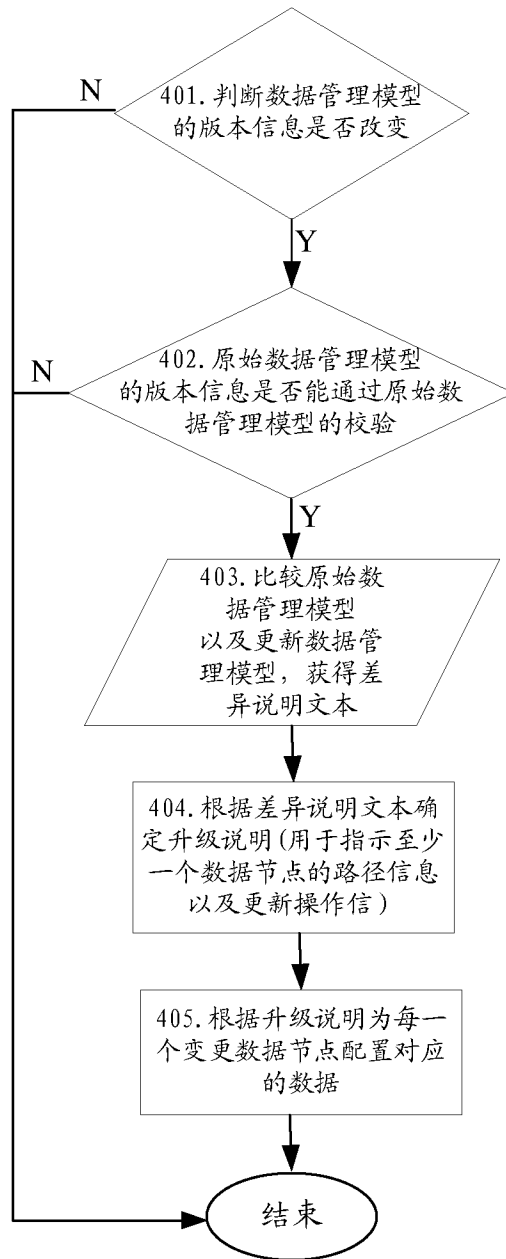 401.判断数据管理模型
的版本信息是否改变
N
Y
402.原始数据管理模型
的版本信息是否能通过原始数
据管理模型的校验
N
Y
403.比较原始数
据管理模型
以及更新数据管
理模型，获得差
异说明文本
404.根据差异说明文本确
定升级说明(用于指示至少
一个数据节点的路径信息
以及更新操作信)
405.根据升级说明为每一
个变更数据节点配置对应
的数据
结束